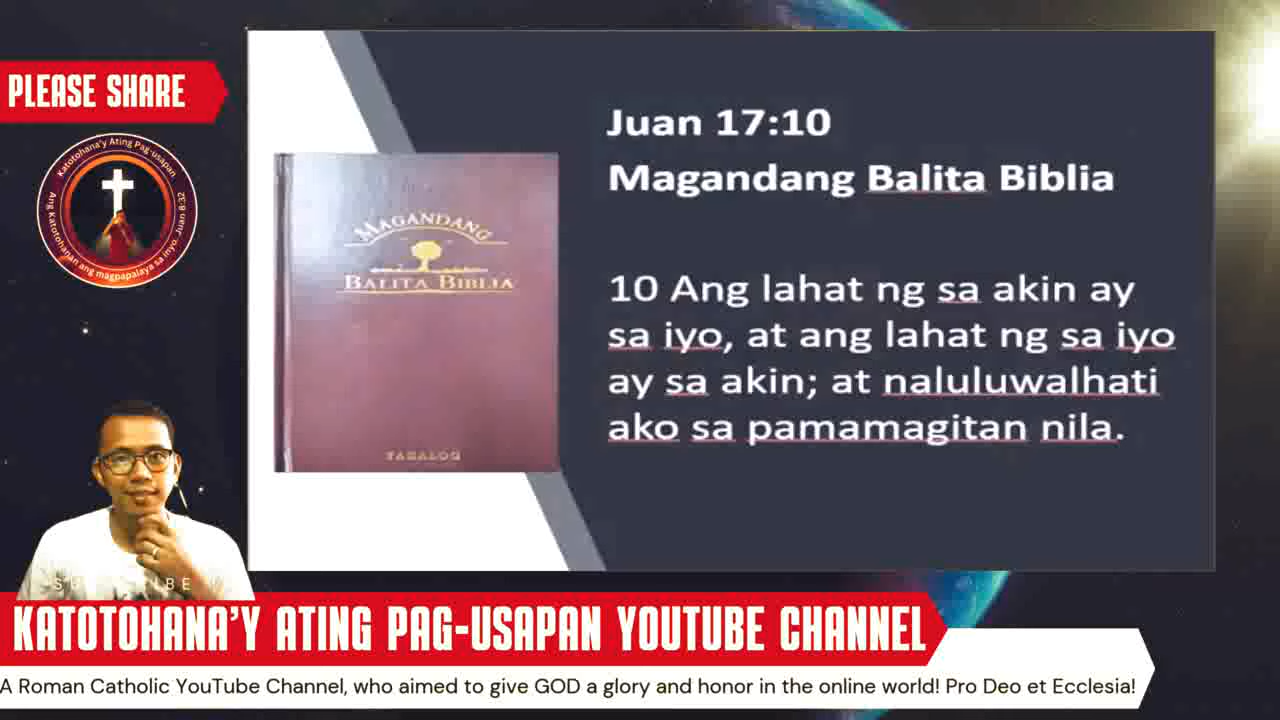 PLEASE SHARE
Katotohana'y Ating Pag-usapan
Ang Katotohanan ang magpapalaya sa inyo. Juan 8:32
Juan 17:10
Magandang Balita Biblia
MAGANDANG
BALITA BIBLIA
TAGALOG
10 Ang lahat ng sa akin ay
sa iyo, at ang lahat ng sa iyo
ay sa akin; at naluluwalhati
ako sa pamamagitan nila.
SUBSCRIBE
KATOTOHANA'Y ATING PAG-USAPAN YOUTUBE CHANNEL
A Roman Catholic YouTube Channel, who aimed to give GOD a glory and honor in the online world! Pro Deo et Ecclesia!